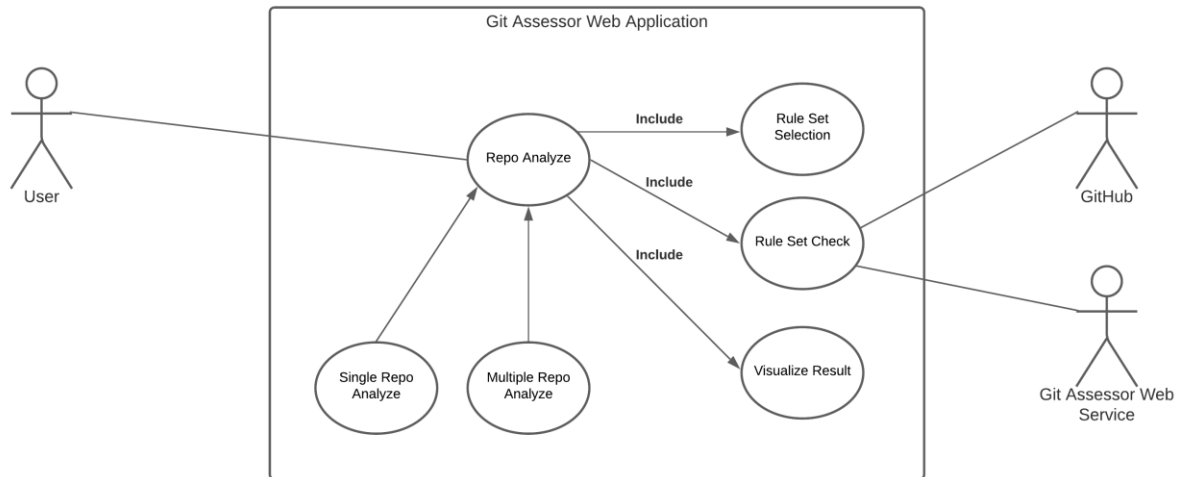 Git Assessor Web Application
User
Repo Analyze
Include
Rule Set
Selection
Include
Rule Set Check
Include
Visualize Result
Single Repo
Analyze
Multiple Repo
Analyze
GitHub
Git Assessor Web
Service